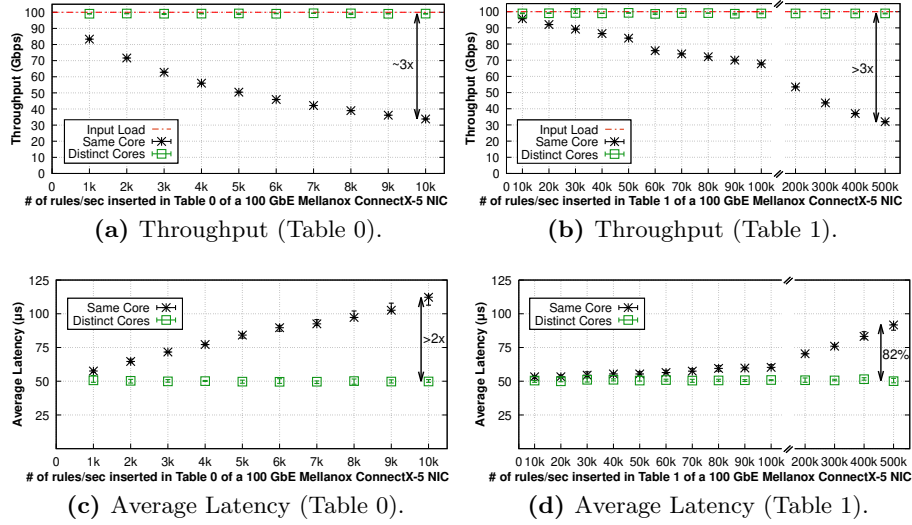 Throughput (Gbps)
100
90
80
70
60
50
40
30
20
10
0
~3x
Input Load
Same Core
Distinct Cores
0 1k 2k 3k 4k 5k 6k 7k 8k 9k 10k
# of rules/sec inserted in Table 0 of a 100 GbE Mellanox ConnectX-5 NIC
(a) Throughput (Table 0).
Throughput (Gbps)
100
90
80
70
60
50
40
30
20
10
0
>3x
Input Load
Same Core
Distinct Cores
0 10k 20k 30k 40k 50k 60k 70k 80k 90k 100k 200k 300k 400k 500k
# of rules/sec inserted in Table 1 of a 100 GbE Mellanox ConnectX-5 NIC
(b) Throughput (Table 1).
Average Latency (μs)
125
100
75
50
25
>2x
Same Core
Distinct Cores
0 1k 2k 3k 4k 5k 6k 7k 8k 9k 10k
# of rules/sec inserted in Table 0 of a 100 GbE Mellanox ConnectX-5 NIC
(c) Average Latency (Table 0).
Average Latency (μs)
125
100
75
50
25
82%
Same Core
Distinct Cores
0 10k 20k 30k 40k 50k 60k 70k 80k 90k 100k 200k 300k 400k 500k
# of rules/sec inserted in Table 1 of a 100 GbE Mellanox ConnectX-5 NIC
(d) Average Latency (Table 1).